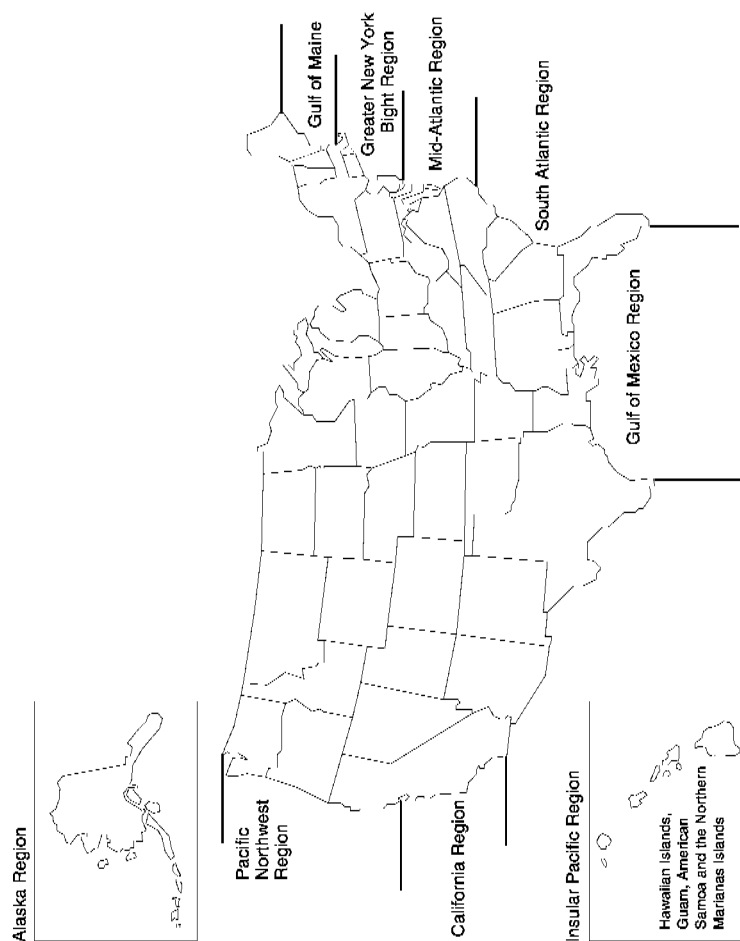 Alaska Region
Pacific
Northwest
Region
California Region
Insular Pacific Region
Hawaiian Islands,
Guam, American
Samoa and the Northern
Marianas Islands
Gulf of Maine
Greater New York
Bight Region
Mid-Atlantic Region
South Atlantic Region
Gulf of Mexico Region